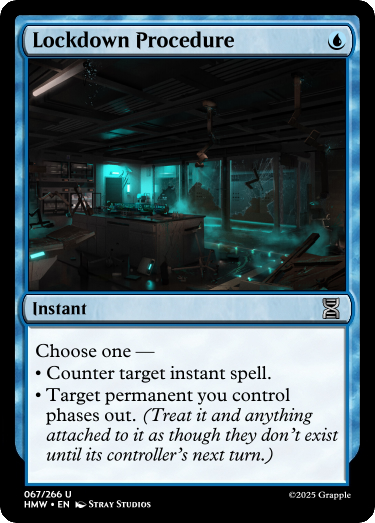 Lockdown Procedure
Instant
Choose one —
• Counter target instant spell.
• Target permanent you control
phases out. (Treat it and anything
attached to it as though they don't exist
until its controller's next turn.)
067/266 U
HMW • EN Stray Studios
©2025 Grapple